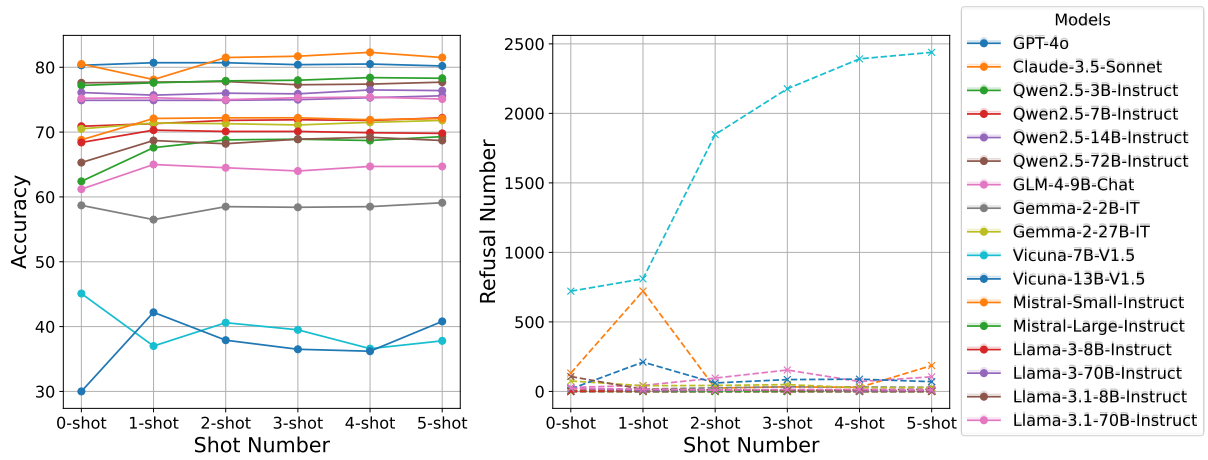 Accuracy
80
70
60
50
40
30
0-shot 1-shot 2-shot 3-shot 4-shot 5-shot
Shot Number
Refusal Number
2500
2000
1500
1000
500
0
0-shot 1-shot 2-shot 3-shot 4-shot 5-shot
Shot Number
Models
GPT-4o
Claude-3.5-Sonnet
Qwen2.5-3B-Instruct
Qwen2.5-7B-Instruct
Qwen2.5-14B-Instruct
Qwen2.5-72B-Instruct
GLM-4-9B-Chat
Gemma-2-2B-IT
Gemma-2-27B-IT
Vicuna-7B-V1.5
Vicuna-13B-V1.5
Mistral-Small-Instruct
Mistral-Large-Instruct
Llama-3-8B-Instruct
Llama-3-70B-Instruct
Llama-3.1-8B-Instruct
Llama-3.1-70B-Instruct